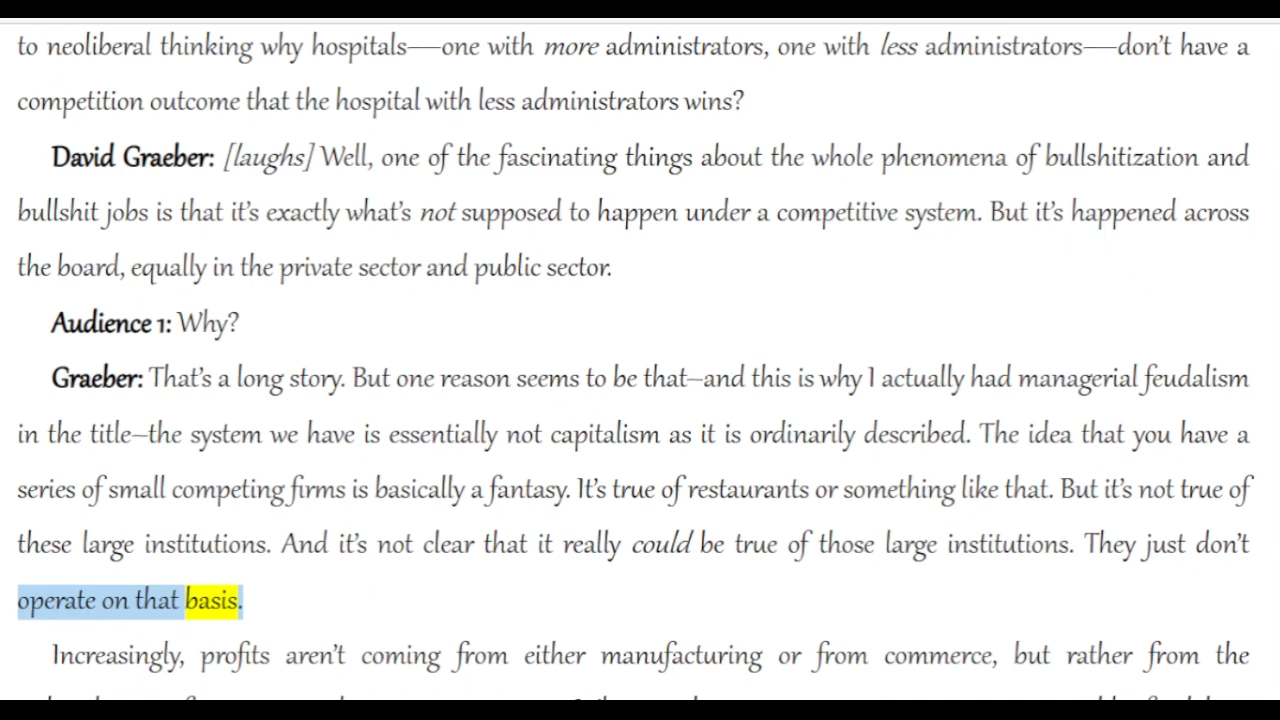 to neoliberal thinking why hospitals—one with more administrators, one with less administrators—don't have a
competition outcome that the hospital with less administrators wins?
David Graeber: [laughs] Well, one of the fascinating things about the whole phenomena of bullshitization and
bullshit jobs is that it's exactly what's not supposed to happen under a competitive system. But it's happened across
the board, equally in the private sector and public sector.
Audience 1: Why?
Graeber: That's a long story. But one reason seems to be that–and this is why I actually had managerial feudalism
in the title–the system we have is essentially not capitalism as it is ordinarily described. The idea that you have a
series of small competing firms is basically a fantasy. It's true of restaurants or something like that. But it's not true of
these large institutions. And it's not clear that it really could be true of those large institutions. They just don't
operate on that basis.
Increasingly, profits aren't coming from either manufacturing or from commerce, but rather from the